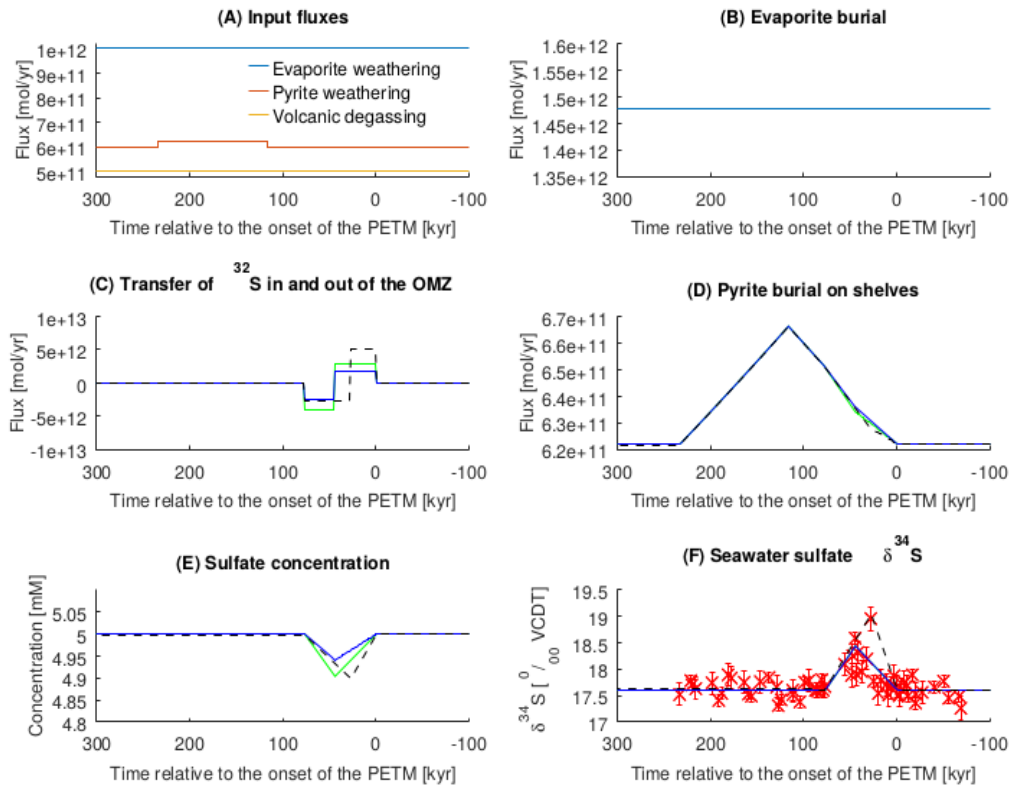 (A) Input fluxes
1e+12
9e+11
8e+11
7e+11
6e+11
5e+11
Flux [mol/yr]
Evaporite weathering
Pyrite weathering
Volcanic degassing
300 200 100 0 -100
Time relative to the onset of the PETM [kyr]
(B) Evaporite burial
1.6e+12
1.55e+12
1.5e+12
1.45e+12
1.4e+12
1.35e+12
Flux [mol/yr]
300 200 100 0 -100
Time relative to the onset of the PETM [kyr]
(C) Transfer of 32S in and out of the OMZ
1e+13
5e+12
0
-5e+12
-1e+13
Flux [mol/yr]
300 200 100 0 -100
Time relative to the onset of the PETM [kyr]
(D) Pyrite burial on shelves
6.7e+11
6.6e+11
6.5e+11
6.4e+11
6.3e+11
6.2e+11
Flux [mol/yr]
300 200 100 0 -100
Time relative to the onset of the PETM [kyr]
(E) Sulfate concentration
5.05
5
4.95
4.9
4.85
4.8
Concentration [mM]
300 200 100 0 -100
Time relative to the onset of the PETM [kyr]
(F) Seawater sulfate δ34S
19.5
19
18.5
18
17.5
17
δ34S [0/00 VCDT]
300 200 100 0 -100
Time relative to the onset of the PETM [kyr]